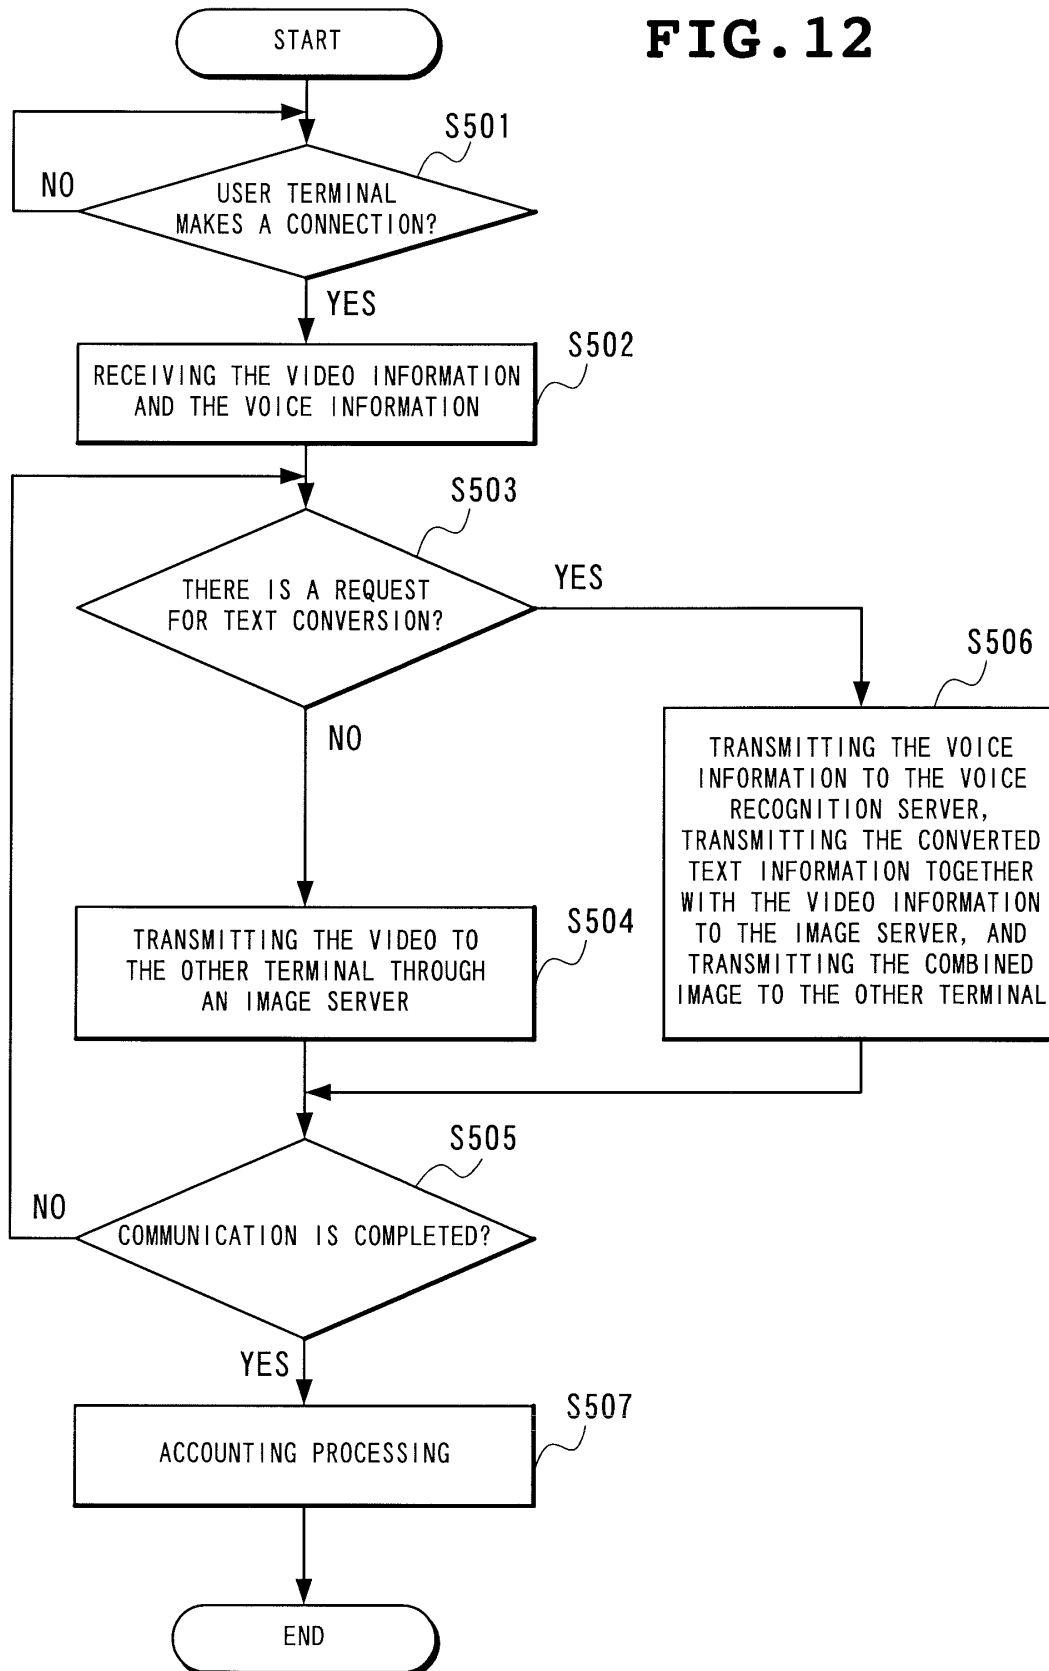 FIG.12
START
S501
NO
USER TERMINAL
MAKES A CONNECTION?
YES
S502
RECEIVING THE VIDEO INFORMATION
AND THE VOICE INFORMATION
S503
THERE IS A REQUEST
FOR TEXT CONVERSION?
YES
NO
S506
TRANSMITTING THE VOICE
INFORMATION TO THE VOICE
RECOGNITION SERVER,
TRANSMITTING THE CONVERTED
TEXT INFORMATION TOGETHER
WITH THE VIDEO INFORMATION
TO THE IMAGE SERVER, AND
TRANSMITTING THE COMBINED
IMAGE TO THE OTHER TERMINAL
S504
TRANSMITTING THE VIDEO TO
THE OTHER TERMINAL THROUGH
AN IMAGE SERVER
S505
NO
COMMUNICATION IS COMPLETED?
YES
S507
ACCOUNTING PROCESSING
END